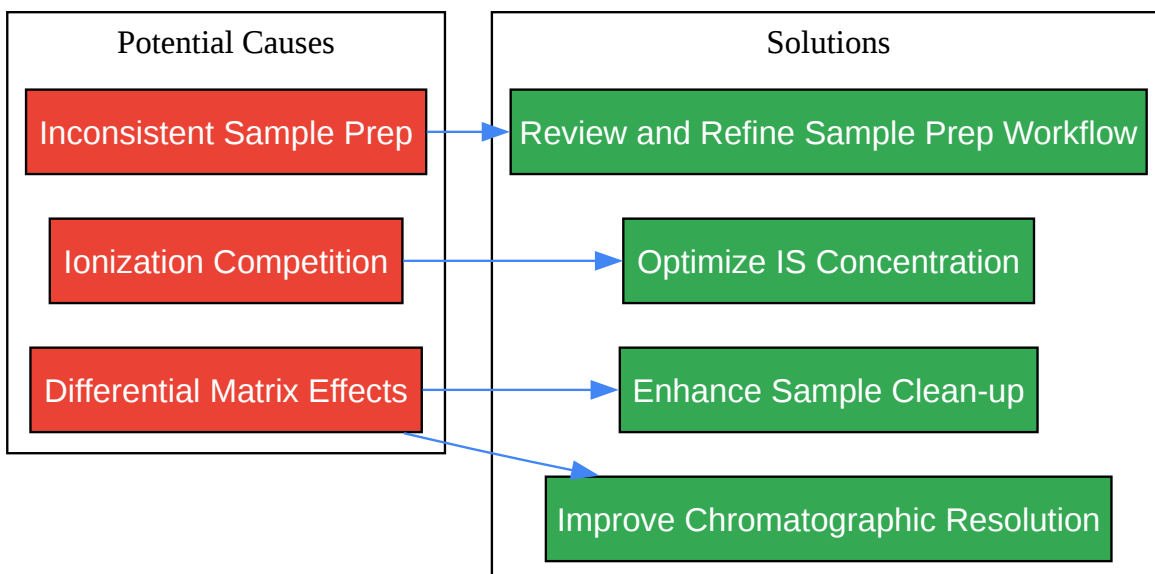 Potential Causes
Inconsistent Sample Prep
Ionization Competition
Differential Matrix Effects
Solutions
Review and Refine Sample Prep Workflow
Optimize IS Concentration
Enhance Sample Clean-up
Improve Chromatographic Resolution